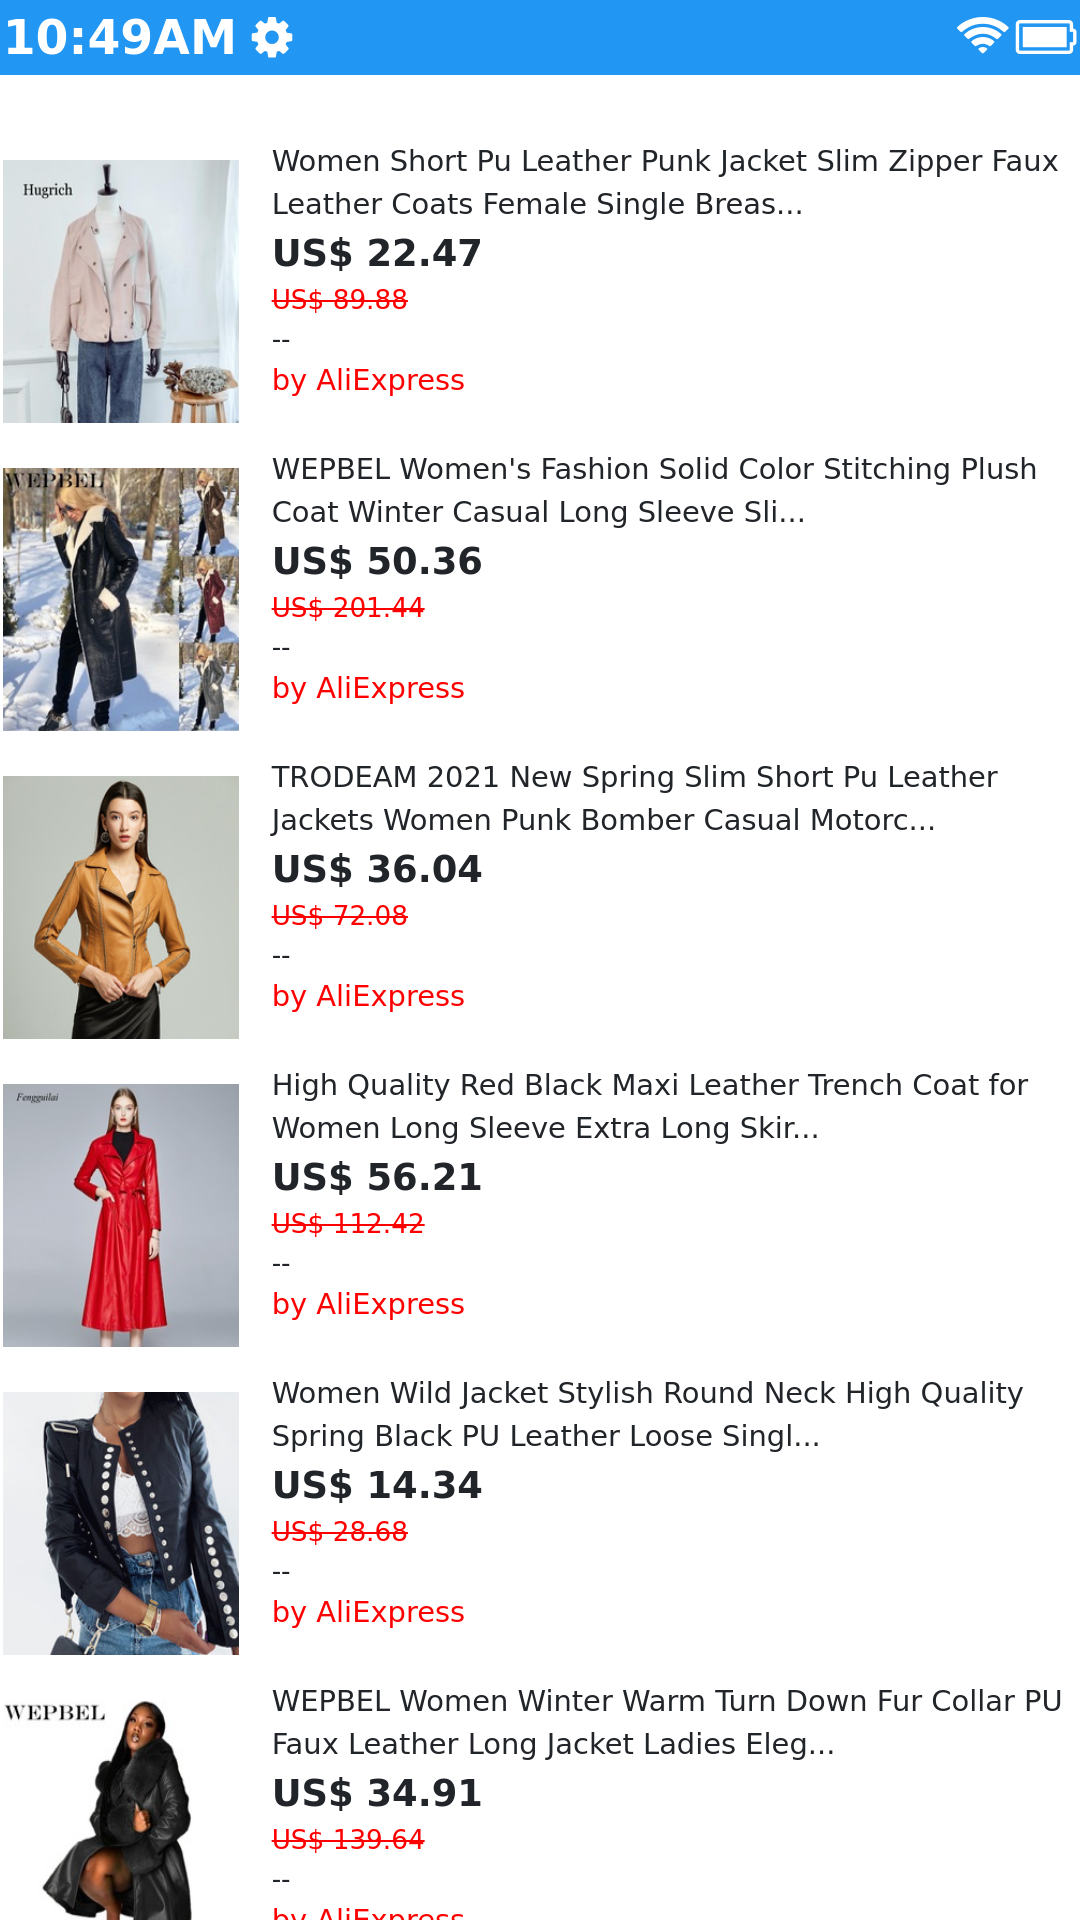 10:49AM
Women Short Pu Leather Punk Jacket Slim Zipper Faux
Leather Coats Female Single Breas...
US$ 22.47
US$ 89.88
--
by AliExpress
Hugrich
WEPBEL Women's Fashion Solid Color Stitching Plush
Coat Winter Casual Long Sleeve Sli...
US$ 50.36
US$ 201.44
--
by AliExpress
WEPBEL
TRODEAM 2021 New Spring Slim Short Pu Leather
Jackets Women Punk Bomber Casual Motorc...
US$ 36.04
US$ 72.08
--
by AliExpress
High Quality Red Black Maxi Leather Trench Coat for
Women Long Sleeve Extra Long Skir...
US$ 56.21
US$ 112.42
--
by AliExpress
Fengguilai
Women Wild Jacket Stylish Round Neck High Quality
Spring Black PU Leather Loose Singl...
US$ 14.34
US$ 28.68
--
by AliExpress
WEPBEL Women Winter Warm Turn Down Fur Collar PU
Faux Leather Long Jacket Ladies Eleg...
US$ 34.91
US$ 139.64
--
by AliExpress
WEPBEL